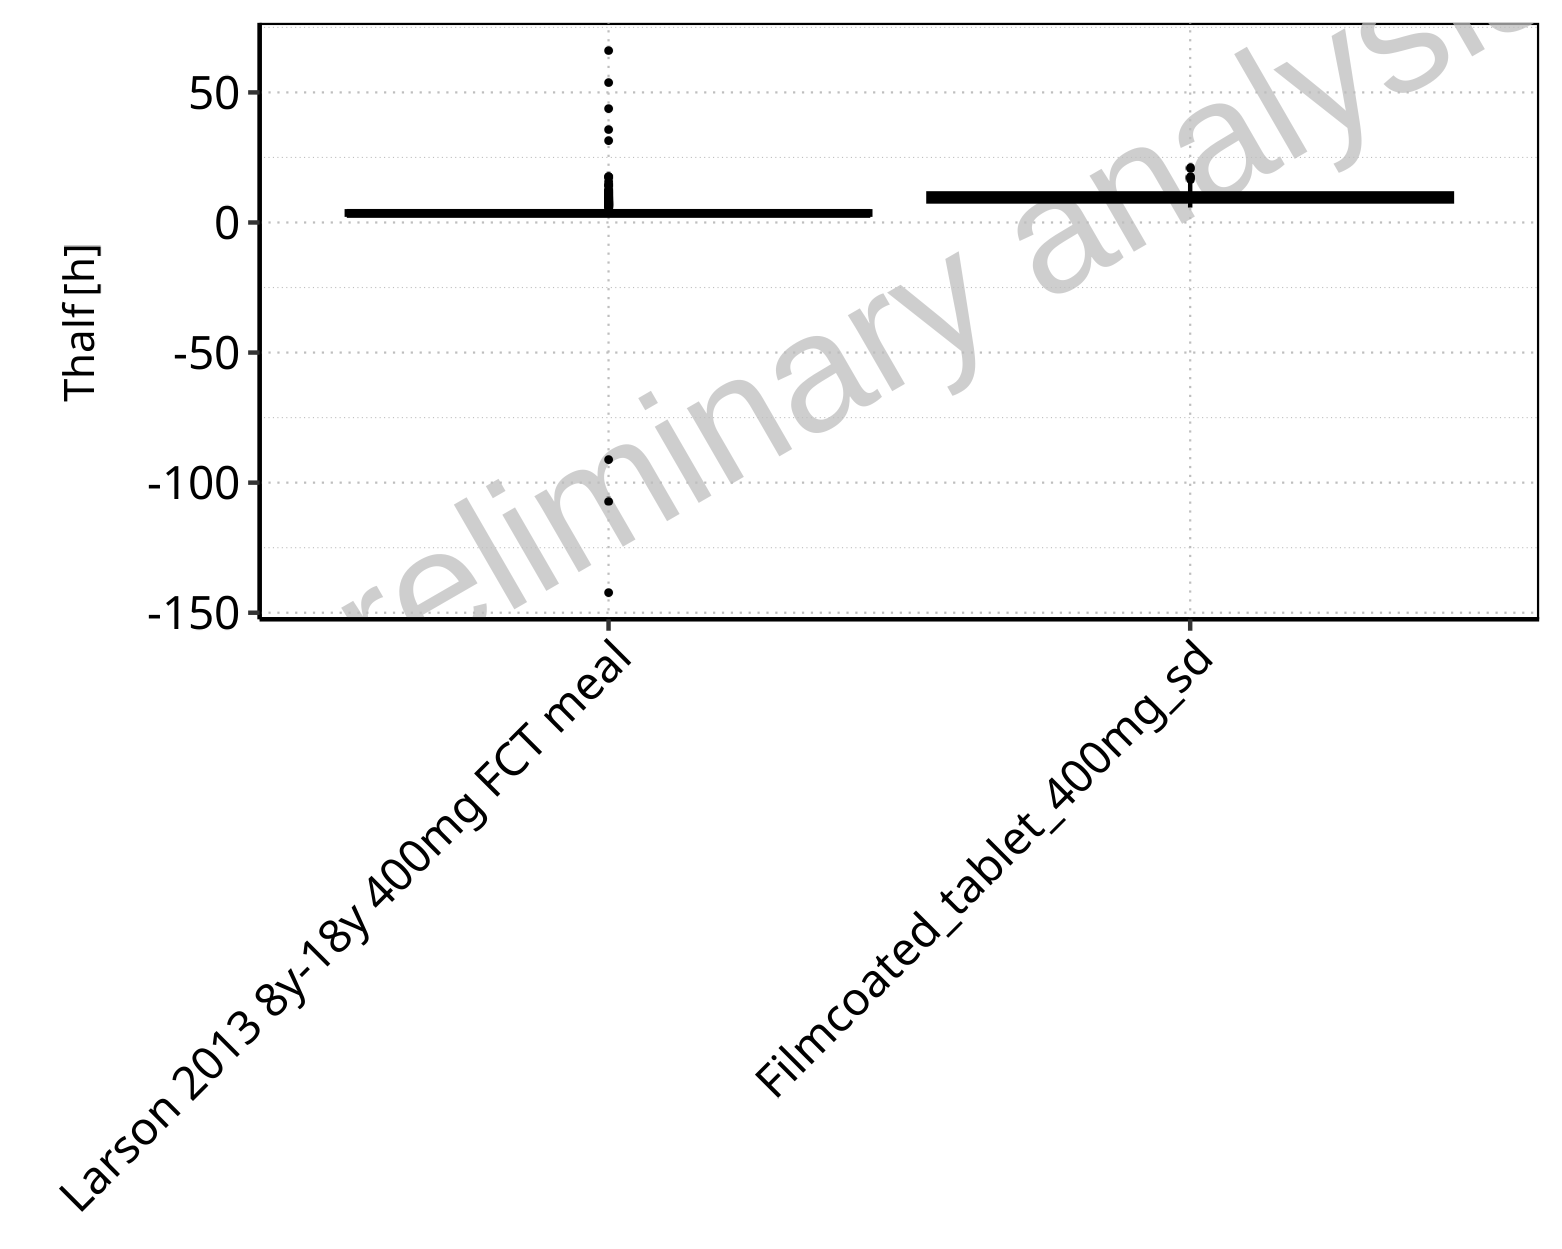 50
0
-50
-100
-150
Thalf [h]
reliminary analysis
Larson 2013 8y-18y 400mg FCT meal
Filmcoated_tablet_400mg_sd